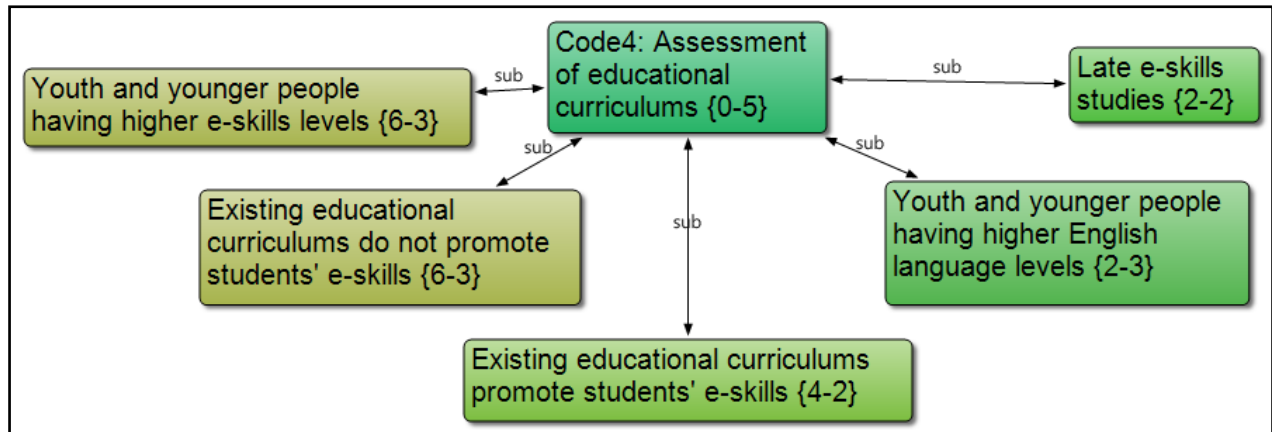 Code4: Assessment
of educational
curriculums {0-5}
sub
Youth and younger people
having higher e-skills levels {6-3}
sub
Late e-skills
studies {2-2}
sub
Existing educational
curriculums do not promote
students' e-skills {6-3}
sub
Youth and younger people
having higher English
language levels {2-3}
sub
Existing educational curriculums
promote students' e-skills {4-2}